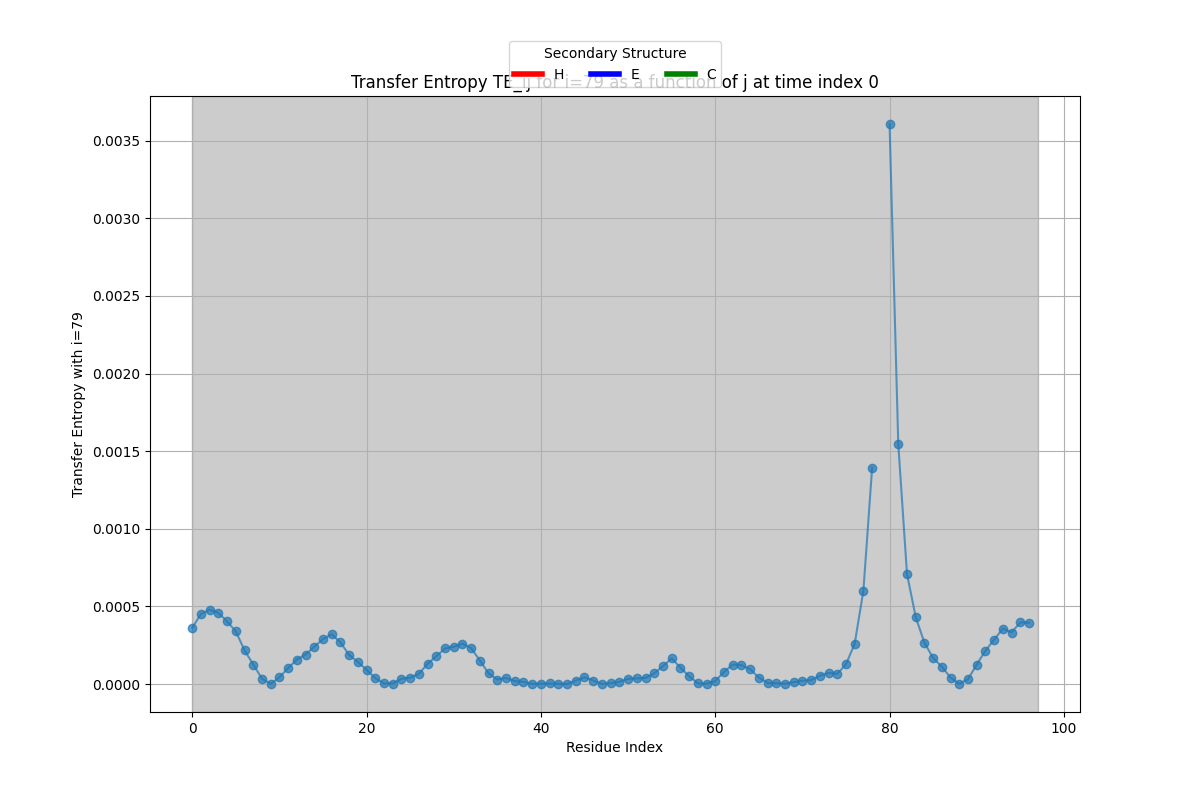 Secondary Structure
H E C
Transfer Entropy TE_ij for i=79 as a function of j at time index 0
Transfer Entropy with i=79
0.0035
0.0030
0.0025
0.0020
0.0015
0.0010
0.0005
0.0000
0 20 40 60 80 100
Residue Index